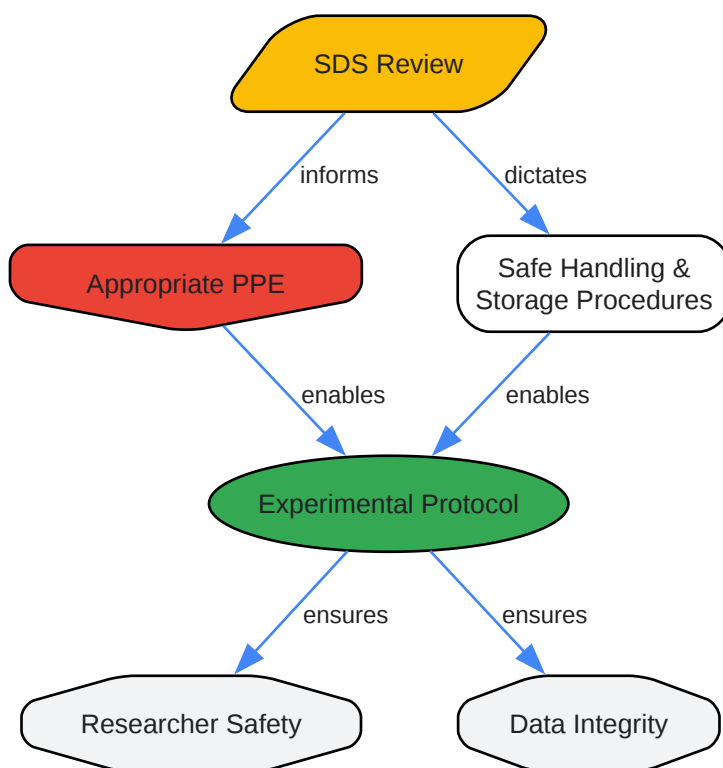 SDS Review
informs
dictates
Appropriate PPE
Safe Handling &
Storage Procedures
enables
enables
Experimental Protocol
ensures
ensures
Researcher Safety
Data Integrity